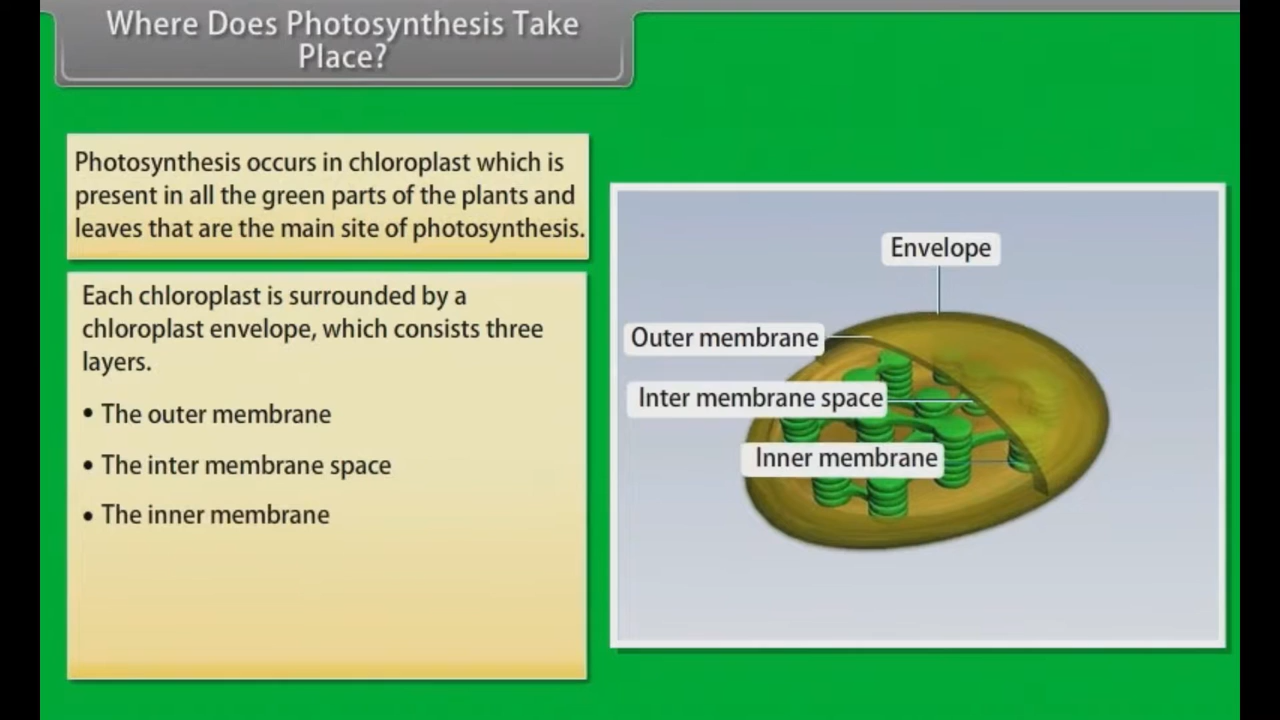 Where Does Photosynthesis Take
Place?
Photosynthesis occurs in chloroplast which is
present in all the green parts of the plants and
leaves that are the main site of photosynthesis.
Each chloroplast is surrounded by a
chloroplast envelope, which consists three
layers.
• The outer membrane
• The inter membrane space
• The inner membrane
Envelope
Outer membrane
Inter membrane space
Inner membrane